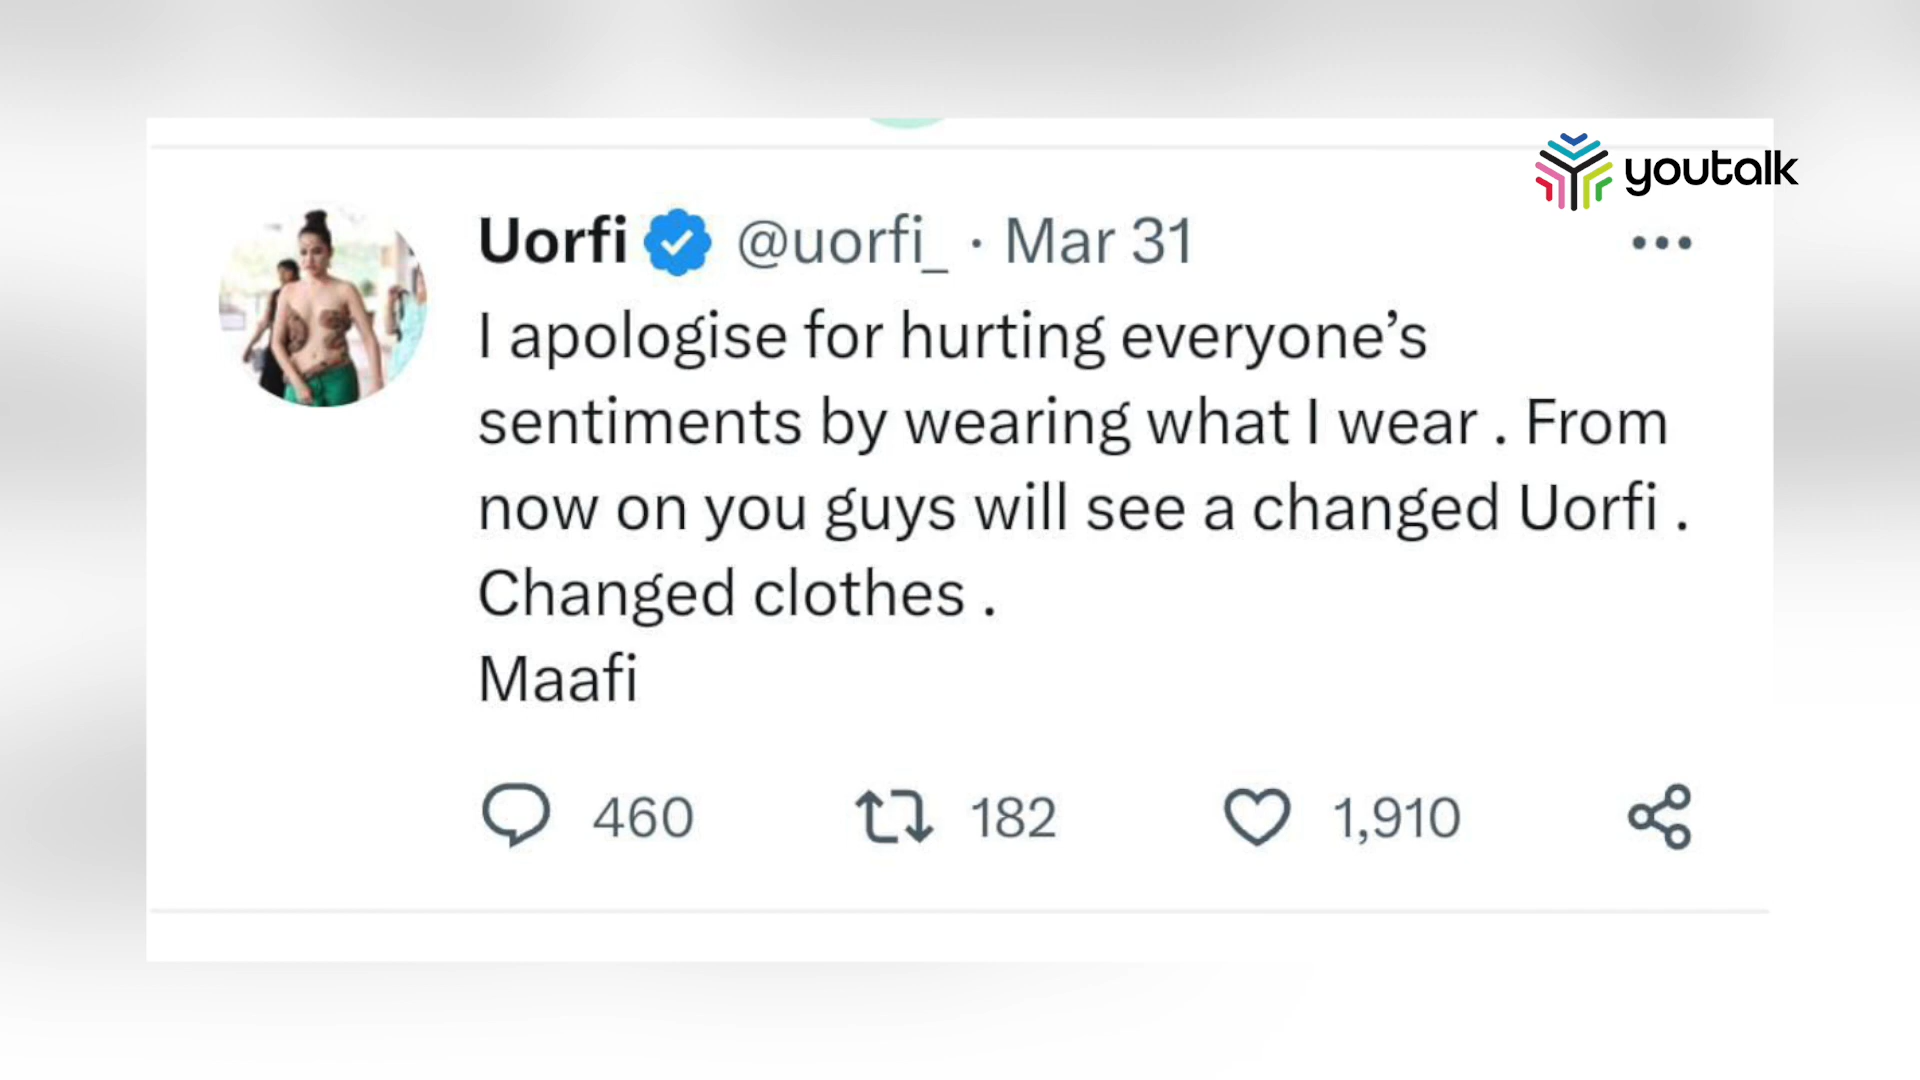 youtalk
Uorfi @uorfi_ · Mar 31
I apologise for hurting everyone’s
sentiments by wearing what I wear . From
now on you guys will see a changed Uorfi .
Changed clothes .
Maafi
460 182 1,910